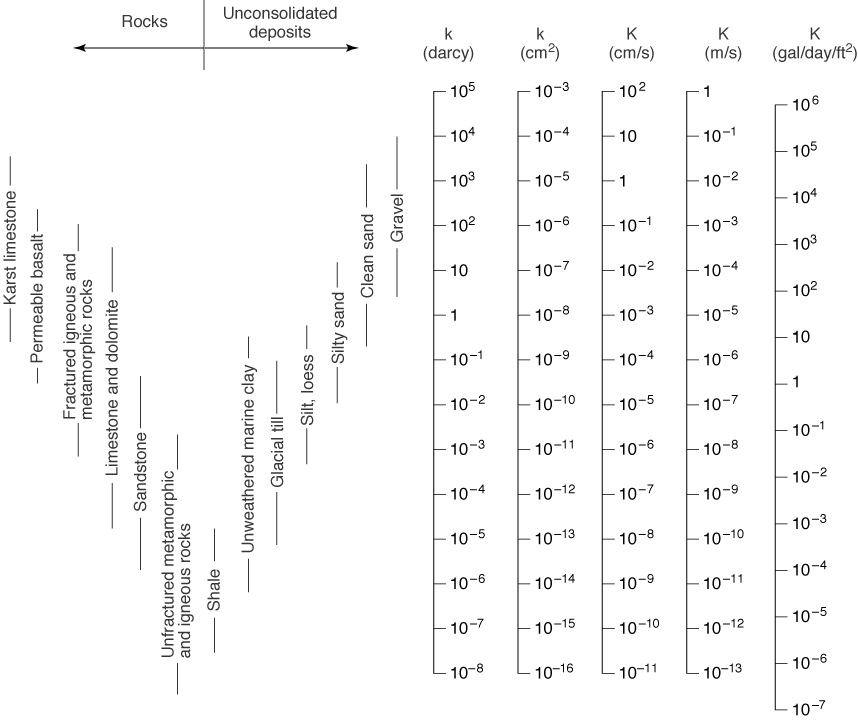 Rocks
Unconsolidated
deposits
Karst limestone
Permeable basalt
Fractured igneous and
metamorphic rocks
Limestone and dolomite
Sandstone
Unfractured metamorphic
and igneous rocks
Shale
Unweathered marine clay
Glacial till
Silt, loess
Silty sand
Clean sand
Gravel
k
(darcy)
10⁵
10⁴
10³
10²
10
1
10⁻¹
10⁻²
10⁻³
10⁻⁴
10⁻⁵
10⁻⁶
10⁻⁷
10⁻⁸
k
(cm²)
10⁻³
10⁻⁴
10⁻⁵
10⁻⁶
10⁻⁷
10⁻⁸
10⁻⁹
10⁻¹⁰
10⁻¹¹
10⁻¹²
10⁻¹³
10⁻¹⁴
10⁻¹⁵
10⁻¹⁶
K
(cm/s)
10²
10
1
10⁻¹
10⁻²
10⁻³
10⁻⁴
10⁻⁵
10⁻⁶
10⁻⁷
10⁻⁸
10⁻⁹
10⁻¹⁰
10⁻¹¹
K
(m/s)
1
10⁻¹
10⁻²
10⁻³
10⁻⁴
10⁻⁵
10⁻⁶
10⁻⁷
10⁻⁸
10⁻⁹
10⁻¹⁰
10⁻¹¹
10⁻¹²
10⁻¹³
K
(gal/day/ft²)
10⁶
10⁵
10⁴
10³
10²
10
1
10⁻¹
10⁻²
10⁻³
10⁻⁴
10⁻⁵
10⁻⁶
10⁻⁷